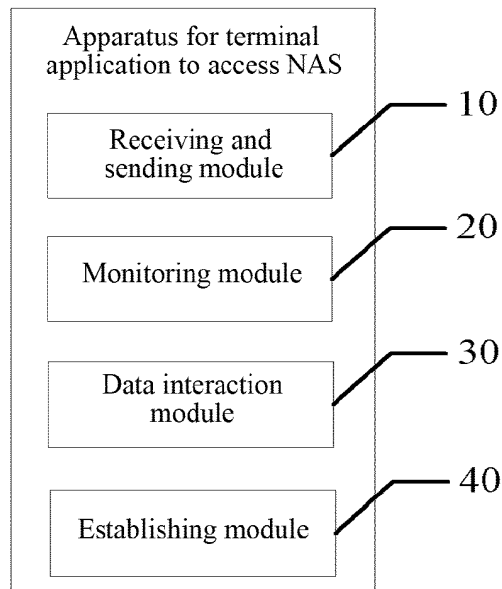 Apparatus for terminal
application to access NAS
10
Receiving and
sending module
20
Monitoring module
30
Data interaction
module
40
Establishing module